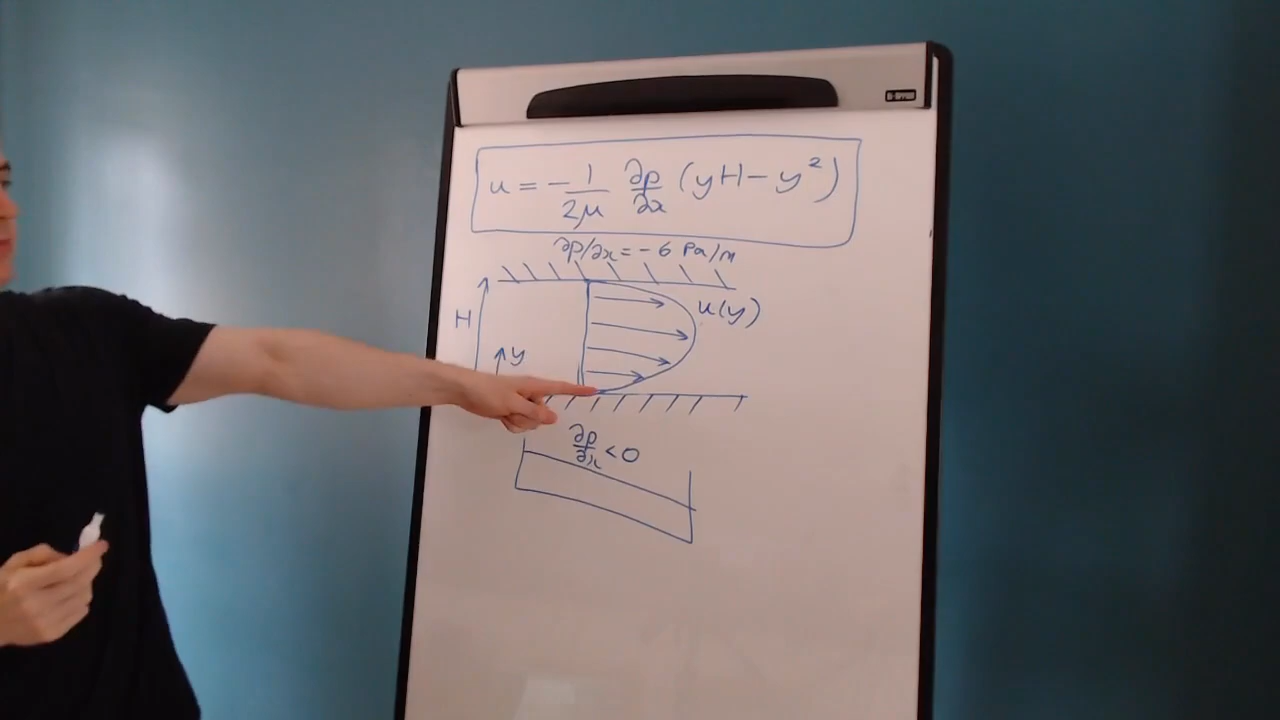 u = -1/2μ ∂p/∂x (yH - y²)
∂p/∂x = -6 Pa/m
H
y
u(y)
∂p/∂x < 0